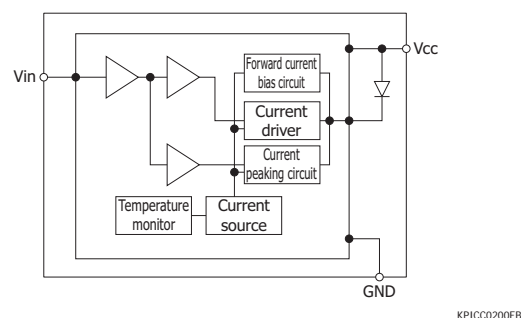 Vcc
Vin
Forward current
bias circuit
Current
driver
Current
peaking circuit
Temperature
monitor
Current
source
GND
KPICC0200EB